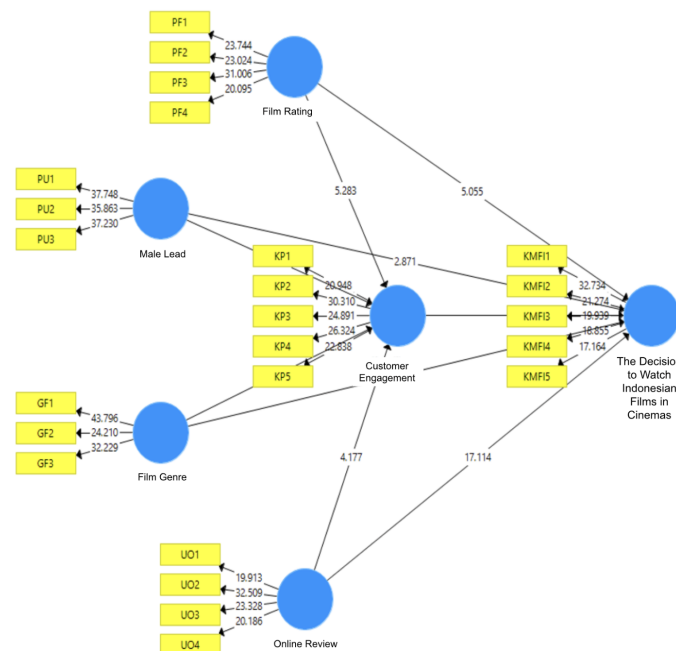 PF1
PF2
PF3
PF4
23.744
23.024
31.006
20.095
Film Rating
5.283
5.055
PU1
PU2
PU3
37.748
35.863
37.230
Male Lead
2.871
KP1
KP2
KP3
KP4
KP5
20.948
30.310
24.891
26.324
22.838
Customer
Engagement
KMFI1
KMFI2
KMFI3
KMFI4
KMFI5
32.734
21.274
19.939
18.855
17.164
The Decision
to Watch
Indonesian
Films in
Cinemas
GF1
GF2
GF3
43.796
24.210
32.229
Film Genre
4.177
17.114
UO1
UO2
UO3
UO4
19.913
32.509
23.328
20.186
Online Review